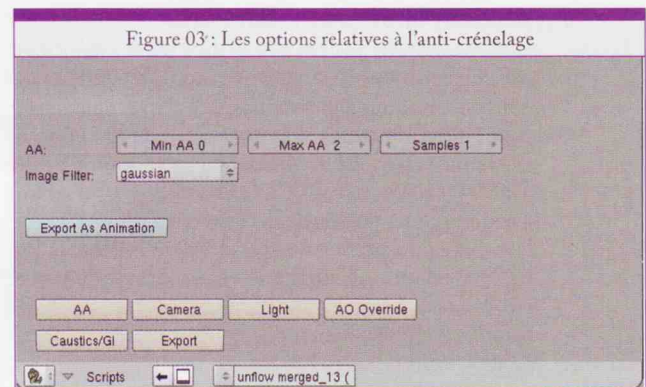 Figure 03 : Les options relatives à l'anti-crénelage
AA: Min AA 0 Max AA 2 Samples 1
Image Filter: gaussian
Export As Animation
AA Camera Light AO Override
Caustics/GI Export
Scripts unflow merged_13 (